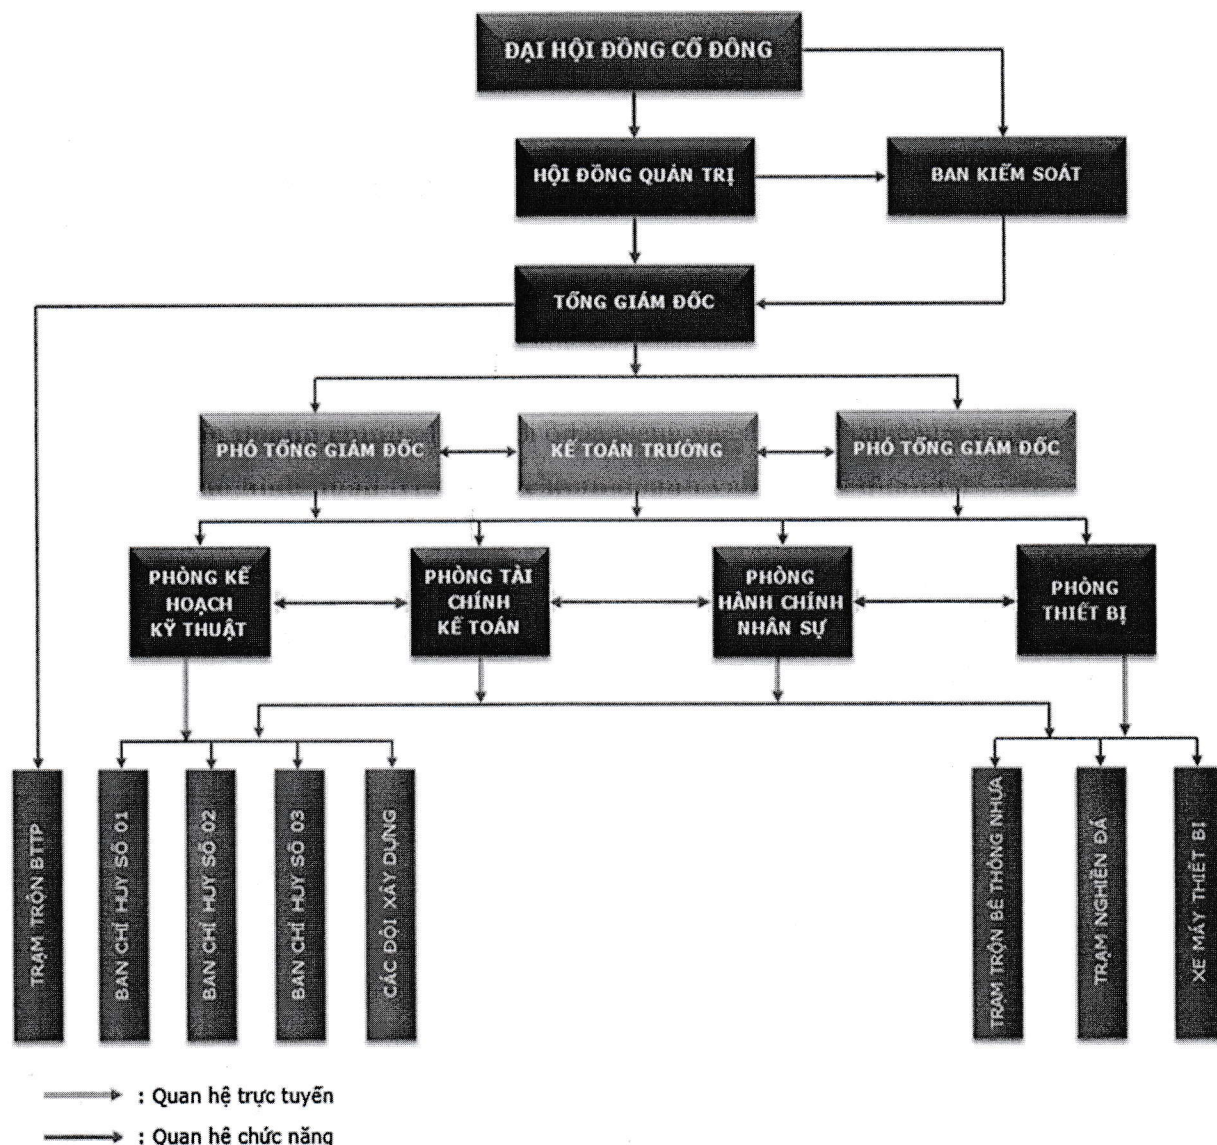 ĐẠI HỘI ĐỒNG CỔ ĐÔNG
HỘI ĐỒNG QUẢN TRỊ
BAN KIỂM SOÁT
TỔNG GIÁM ĐỐC
PHÓ TỔNG GIÁM ĐỐC
KẾ TOÁN TRƯỞNG
PHÓ TỔNG GIÁM ĐỐC
PHÒNG KẾ
HOẠCH
KỸ THUẬT
PHÒNG TÀI
CHÍNH
KẾ TOÁN
PHÒNG
HÀNH CHÍNH
NHÂN SỰ
PHÒNG
THIẾT BỊ
TRẠM TRỘN BTTP
BAN CHỈ HUY SỐ 01
BAN CHỈ HUY SỐ 02
BAN CHỈ HUY SỐ 03
CÁC ĐỘI XÂY DỰNG
TRẠM TRỘN BÊ THÔNG NHỰA
TRẠM NGHIỀN ĐÁ
XE MÁY THIẾT BỊ
: Quan hệ trực tuyến
: Quan hệ chức năng